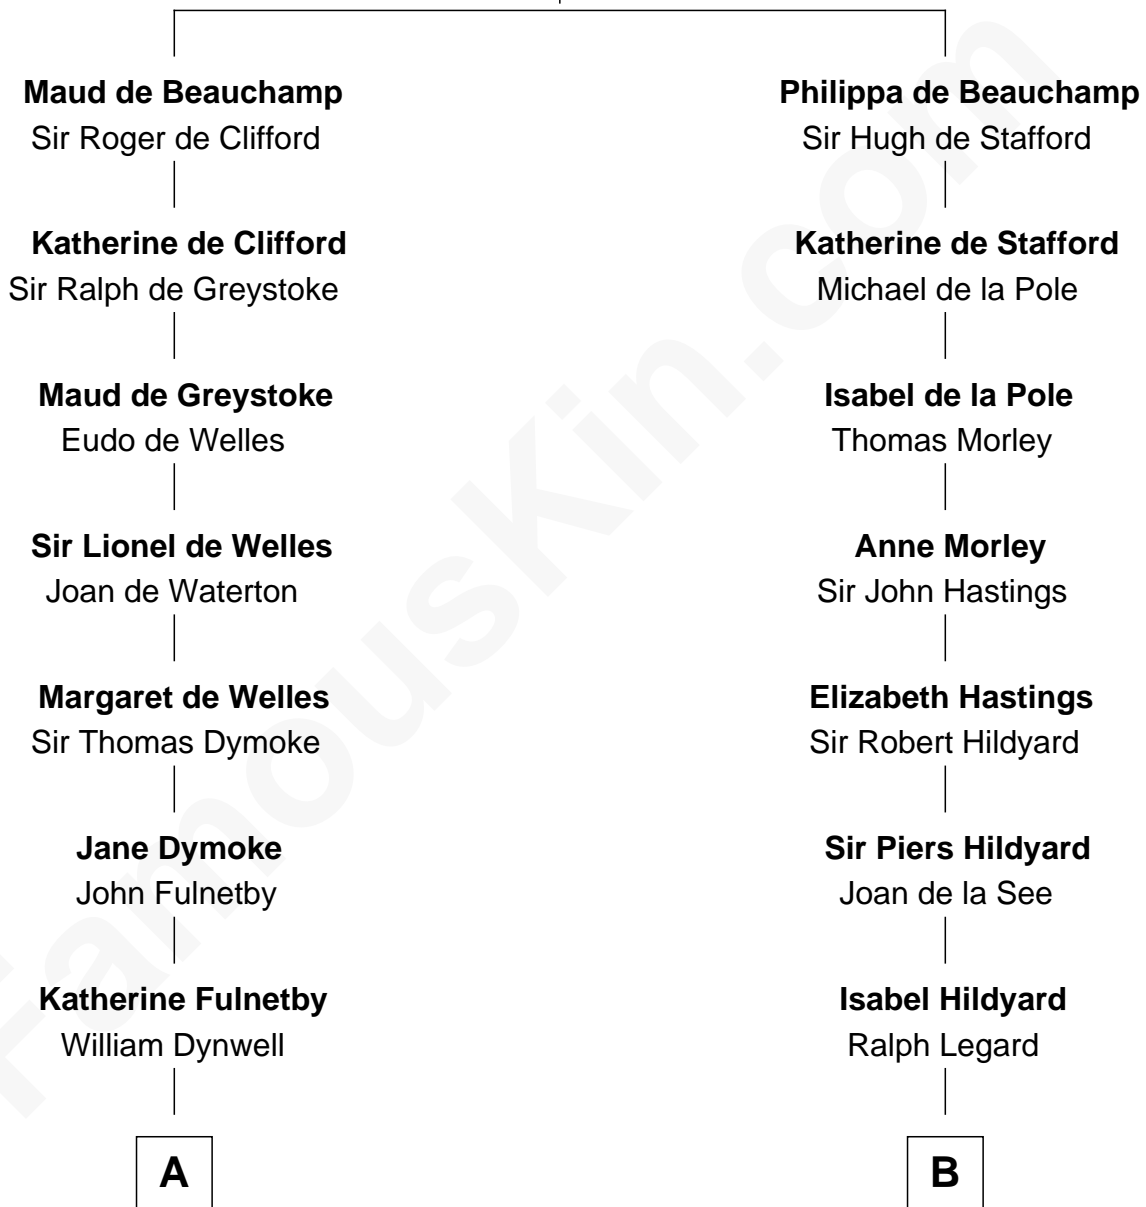 Maud de Beauchamp
Sir Roger de Clifford
Katherine de Clifford
Sir Ralph de Greystoke
Maud de Greystoke
Eudo de Welles
Sir Lionel de Welles
Joan de Waterton
Margaret de Welles
Sir Thomas Dymoke
Jane Dymoke
John Fulnetby
Katherine Fulnetby
William Dynwell
A
Philippa de Beauchamp
Sir Hugh de Stafford
Katherine de Stafford
Michael de la Pole
Isabel de la Pole
Thomas Morley
Anne Morley
Sir John Hastings
Elizabeth Hastings
Sir Robert Hildyard
Sir Piers Hildyard
Joan de la See
Isabel Hildyard
Ralph Legard
B
FamousKin.com